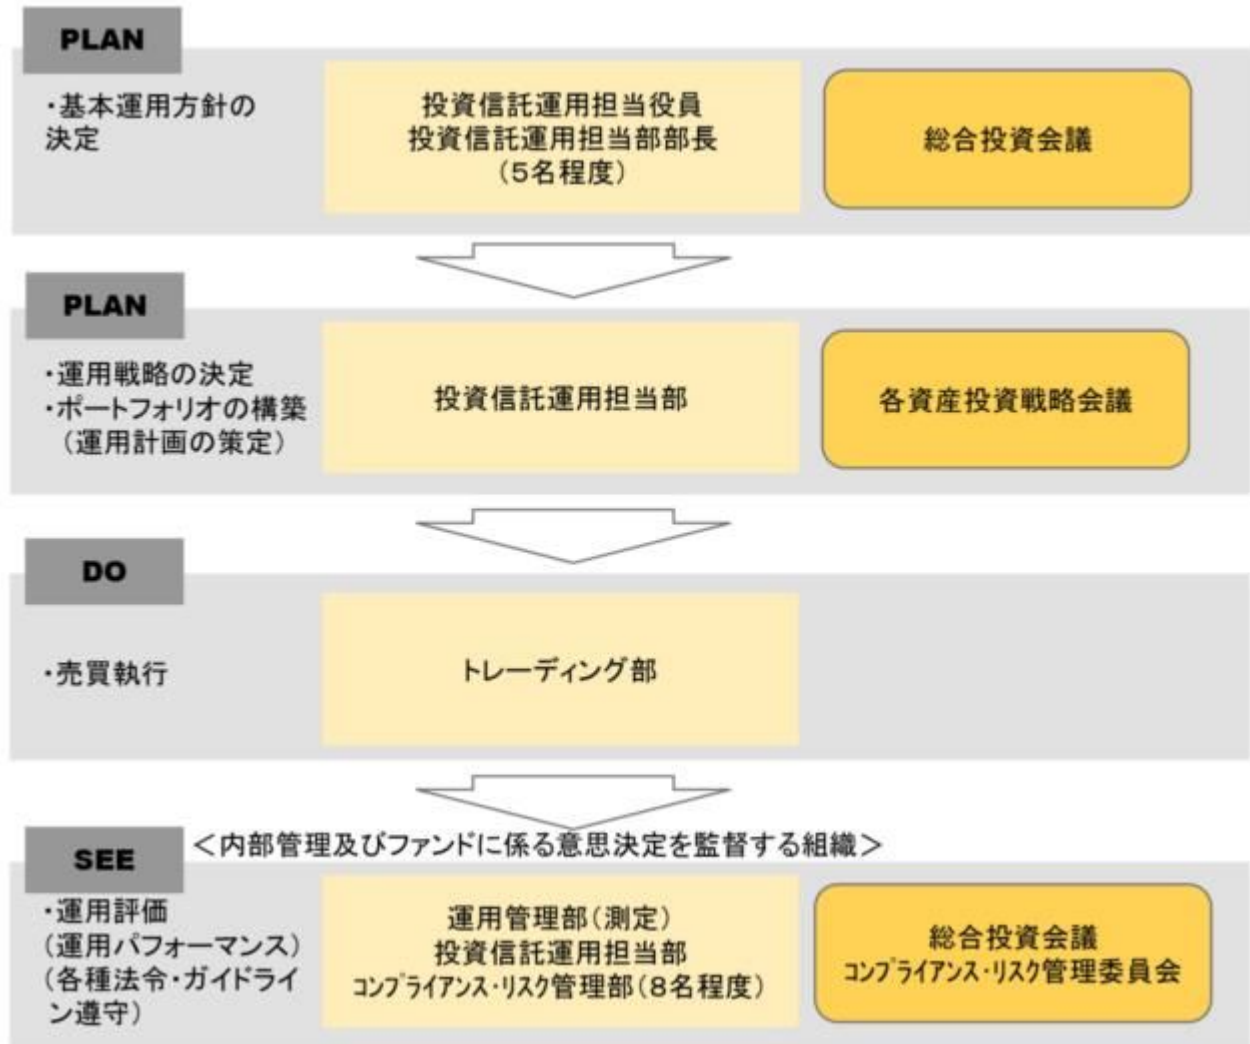 PLAN
・基本運用方針の
決定
投資信託運用担当役員
投資信託運用担当部部長
（５名程度）
総合投資会議
PLAN
・運用戦略の決定
・ポートフォリオの構築
（運用計画の策定）
投資信託運用担当部
各資産投資戦略会議
DO
・売買執行
トレーディング部
SEE
＜内部管理及びファンドに係る意思決定を監督する組織＞
・運用評価
（運用パフォーマンス）
（各種法令・ガイドライ
ン遵守）
運用管理部（測定）
投資信託運用担当部
ｺﾝﾌﾟﾗｲｱﾝｽ・ﾘｽｸ管理部（８名程度）
総合投資会議
ｺﾝﾌﾟﾗｲｱﾝｽ・ﾘｽｸ管理委員会